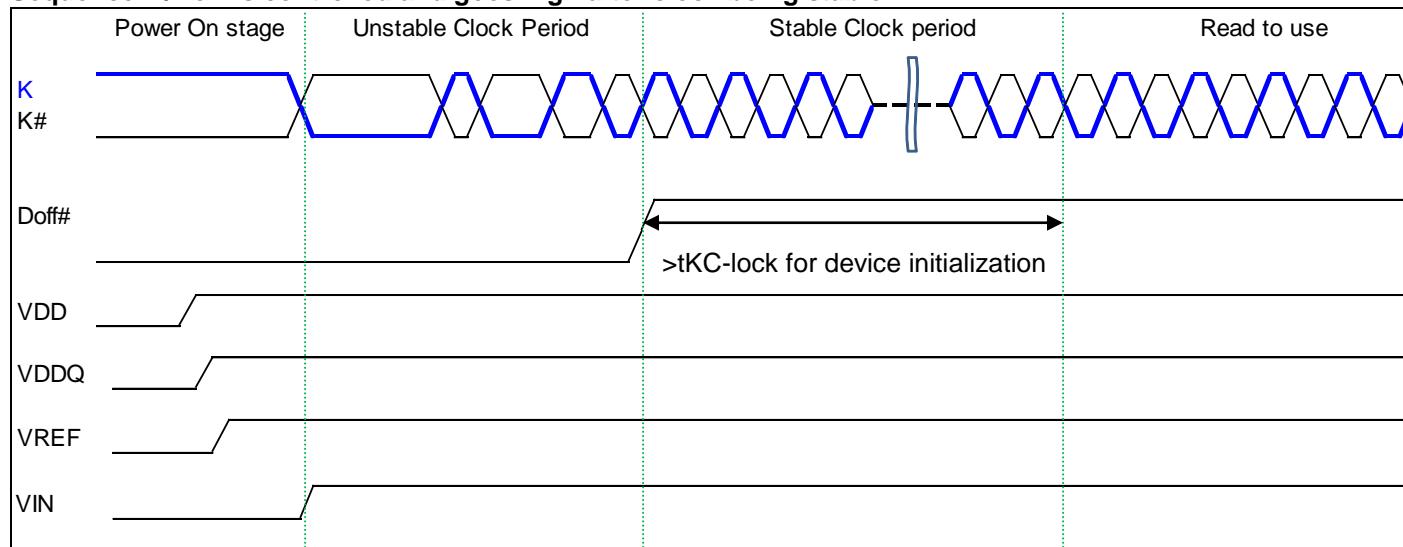 Power On stage Unstable Clock Period Stable Clock period Read to use
K
K#
Doff#
>tKC-lock for device initialization
VDD
VDDQ
VREF
VIN